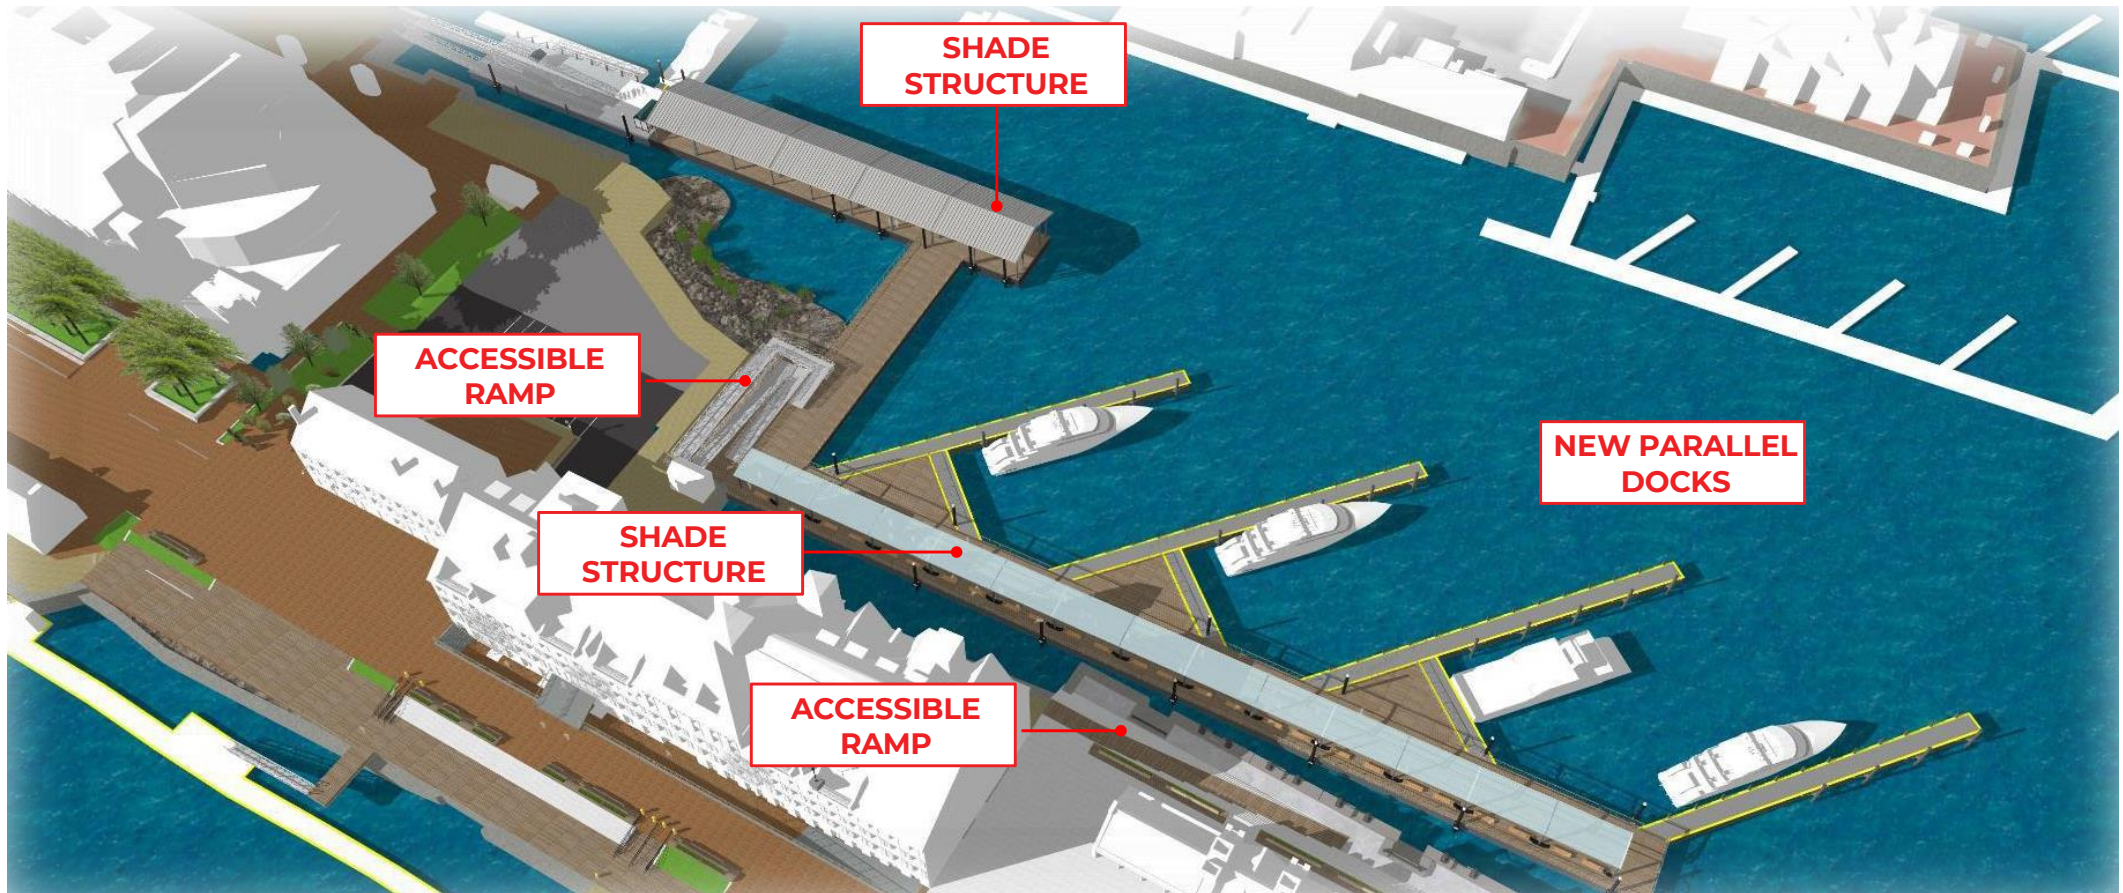 SHADE
STRUCTURE
ACCESSIBLE
RAMP
NEW PARALLEL
DOCKS
SHADE
STRUCTURE
ACCESSIBLE
RAMP